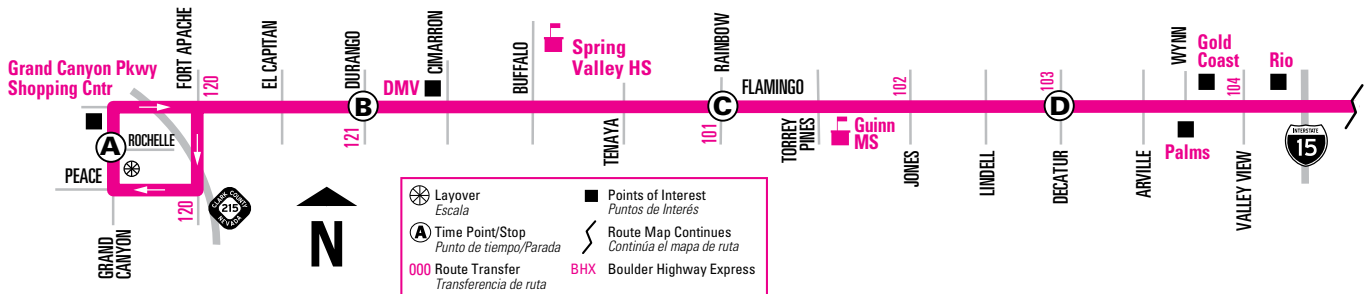 Grand Canyon Pkwy
Shopping Cntr
FORT APACHE
120
EL CAPITAN
DURANGO
B
121
DMV
CIMARRON
BUFFALO
Spring
Valley HS
TENAYA
RAINBOW
C
101
FLAMINGO
TORREY
PINES
Guinn
MS
102
JONES
LINDELL
103
D
DECATUR
ARVILLE
WYNN
Palms
Gold
Coast
104
VALLEY VIEW
Rio
INTERSTATE
15
A
ROCHELLE
PEACE
GRAND
CANYON
120
CLARK COUNTY
215
NEVADA
N
Layover
Escala
A Time Point/Stop
Punto de tiempo/Parada
000 Route Transfer
Transferencia de ruta
Points of Interest
Puntos de Interés
Route Map Continues
Continúa el mapa de ruta
BHX Boulder Highway Express